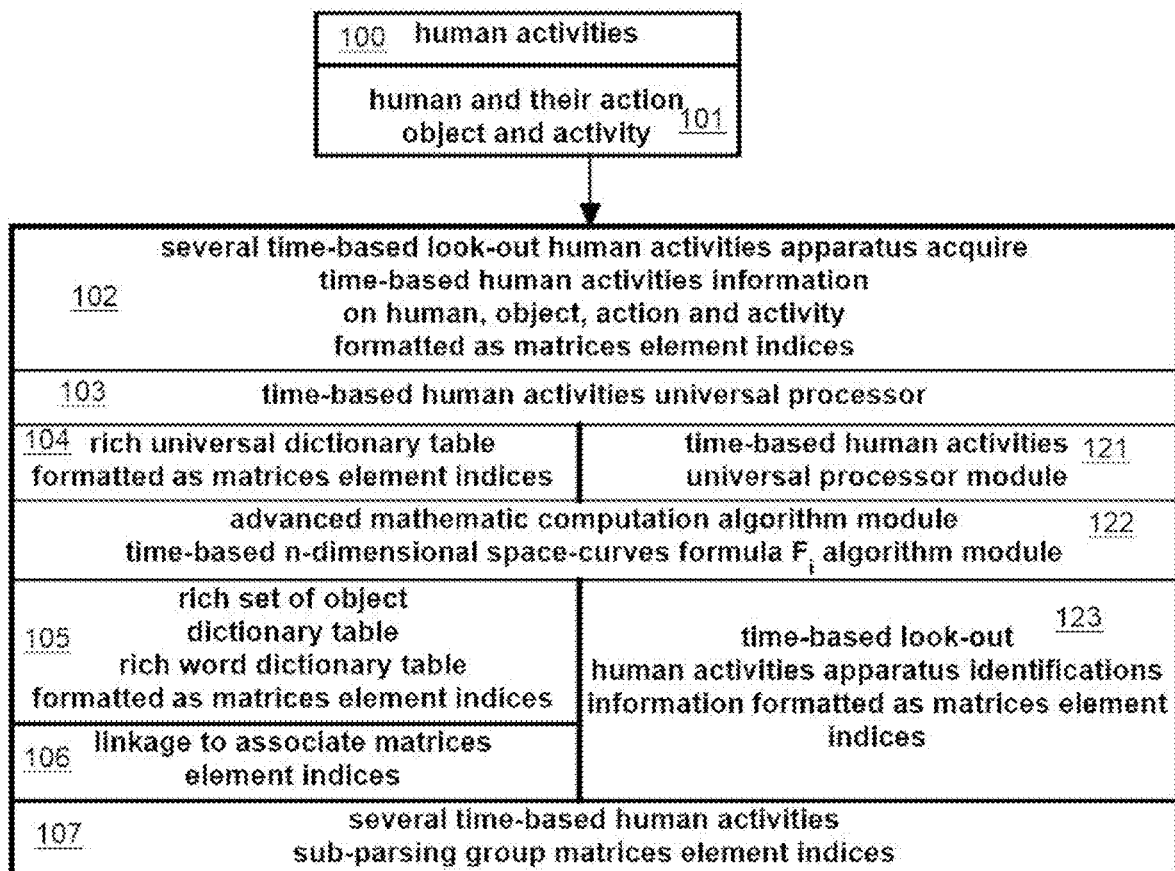 100 human activities
human and their action
object and activity 101
several time-based look-out human activities apparatus acquire
102 time-based human activities information
on human, object, action and activity
formatted as matrices element indices
103 time-based human activities universal processor
104 rich universal dictionary table
formatted as matrices element indices
time-based human activities 121
universal processor module
advanced mathematic computation algorithm module 122
time-based n-dimensional space-curves formula Fi algorithm module
rich set of object
105 dictionary table
rich word dictionary table
formatted as matrices element indices
106 linkage to associate matrices
element indices
123
time-based look-out
human activities apparatus identifications
information formatted as matrices element
indices
107 several time-based human activities
sub-parsing group matrices element indices